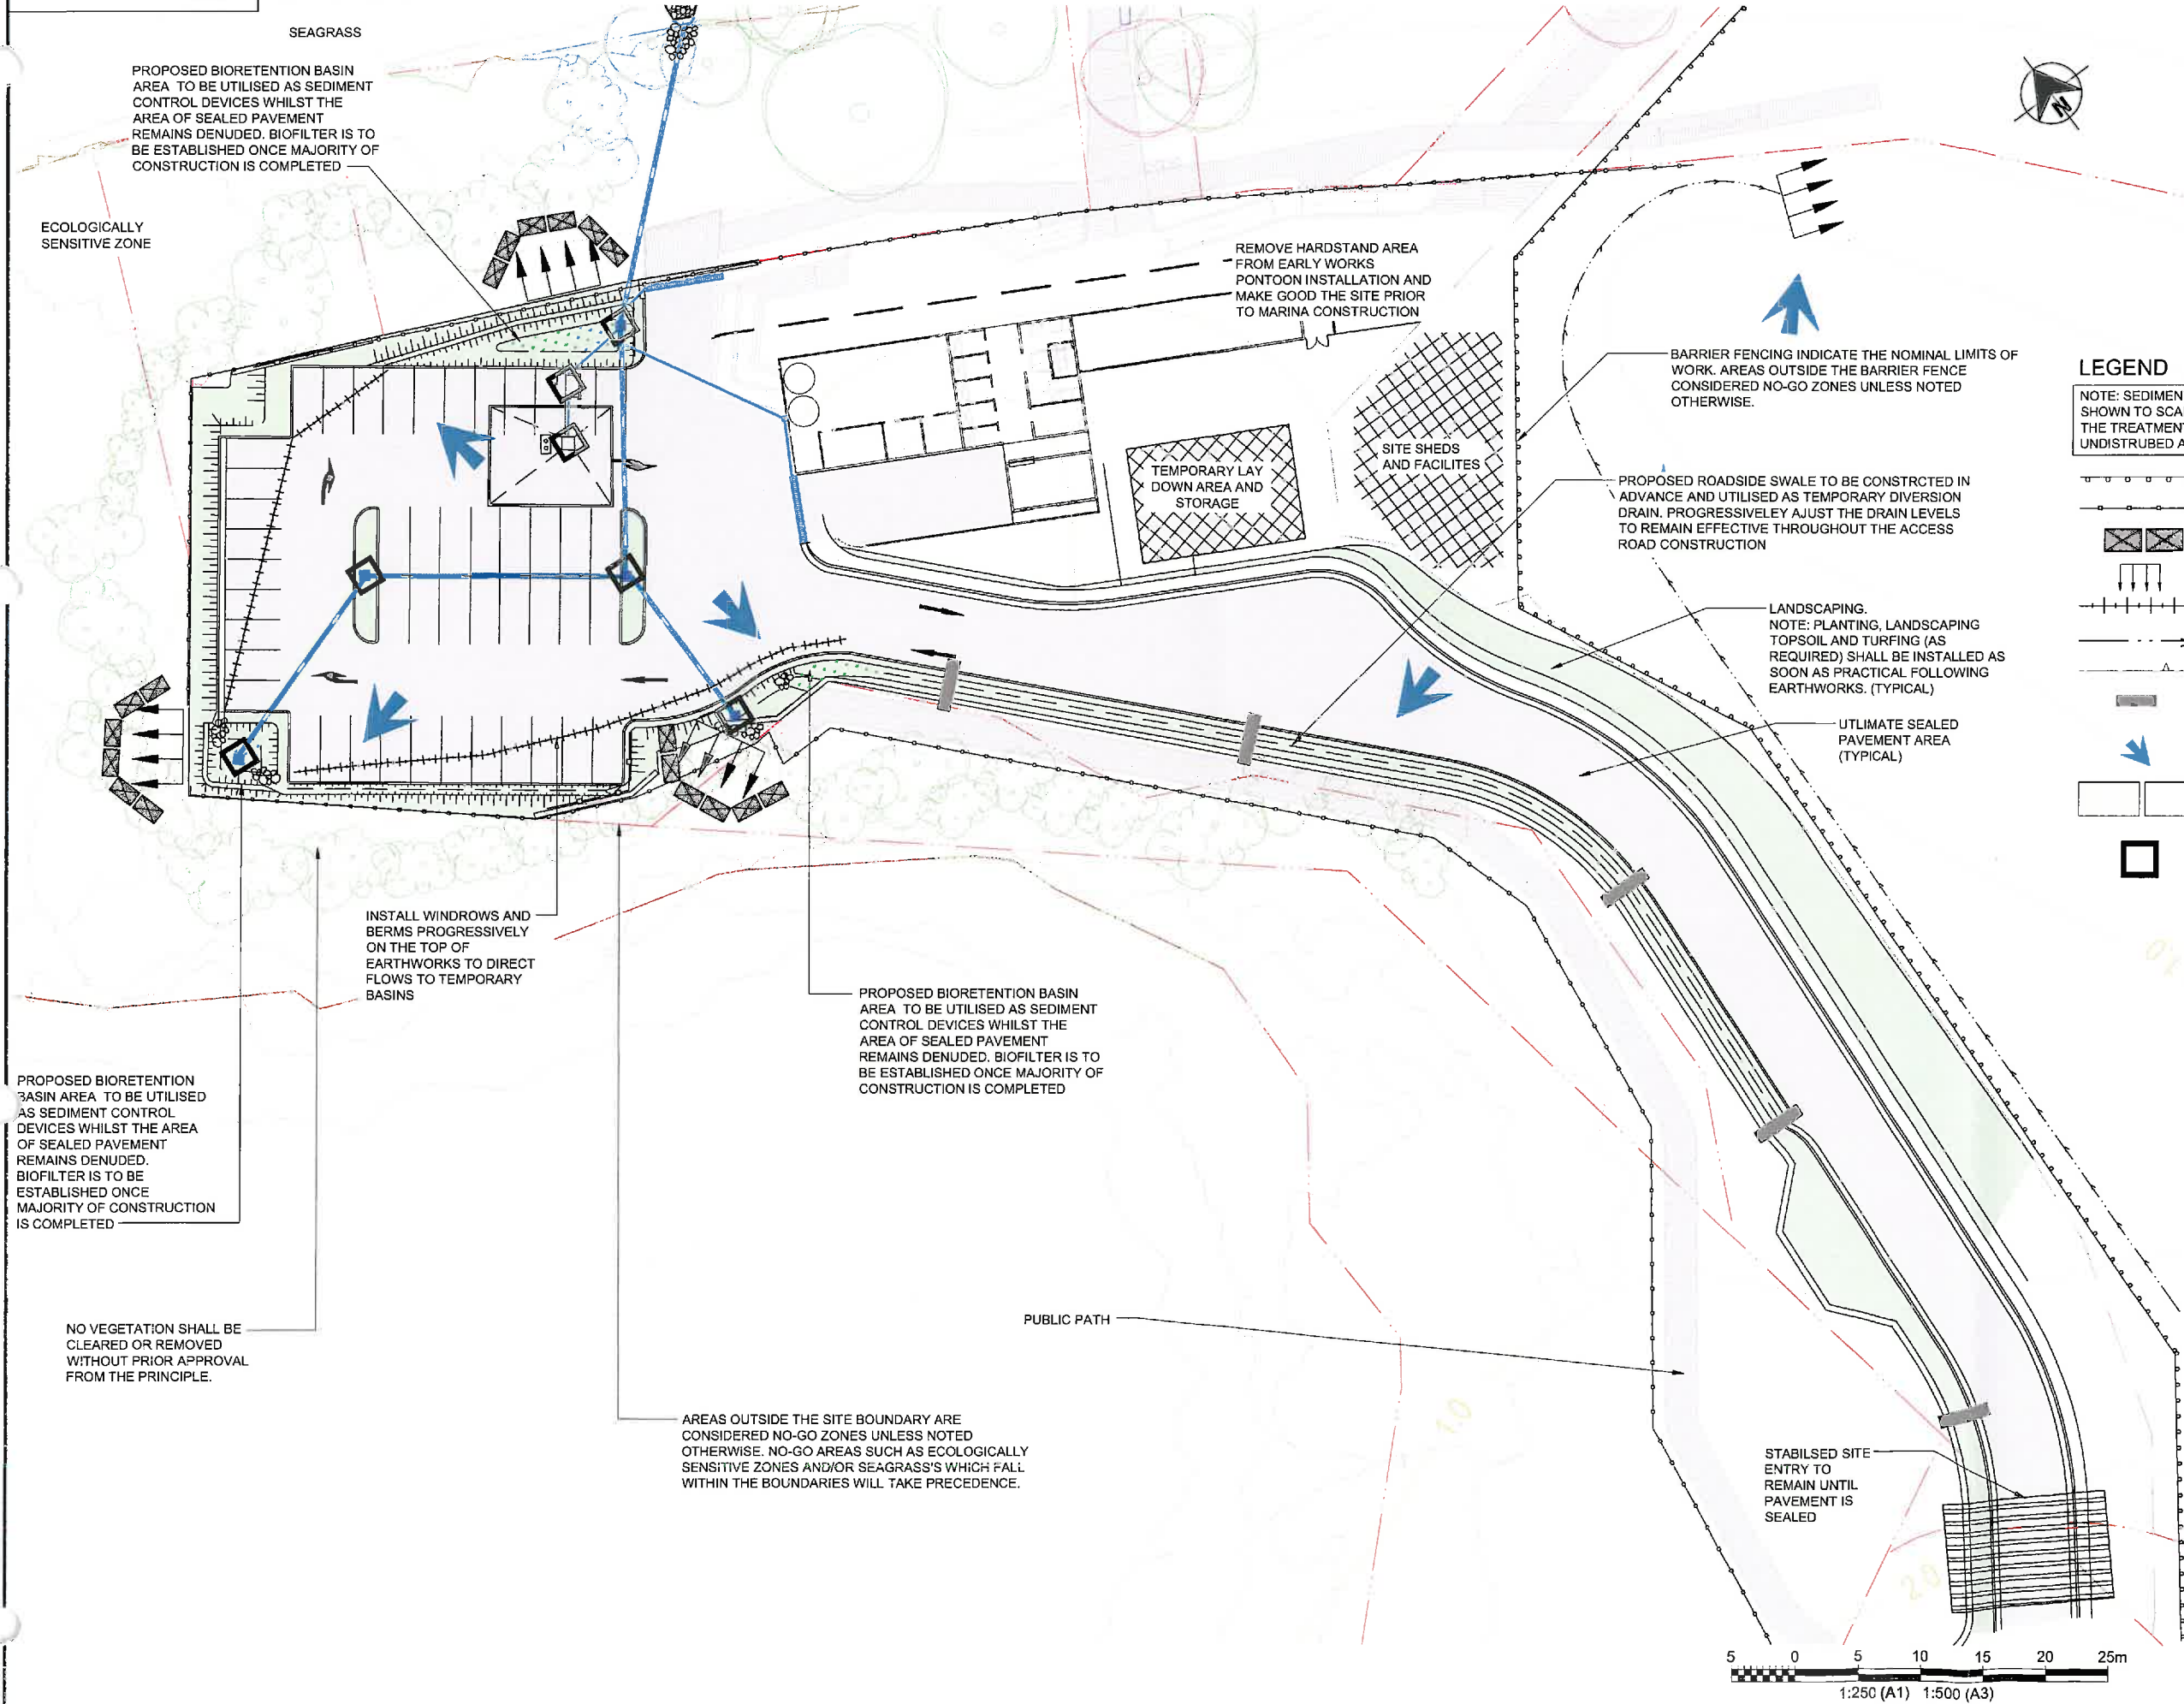 SEAGRASS
PROPOSED BIORETENTION BASIN
AREA TO BE UTILISED AS SEDIMENT
CONTROL DEVICES WHILST THE
AREA OF SEALED PAVEMENT
REMAINS DENUDED. BIOFILTER IS TO
BE ESTABLISHED ONCE MAJORITY OF
CONSTRUCTION IS COMPLETED
ECOLOGICALLY
SENSITIVE ZONE
N
REMOVE HARDSTAND AREA
FROM EARLY WORKS
PONTOON INSTALLATION AND
MAKE GOOD THE SITE PRIOR
TO MARINA CONSTRUCTION
BARRIER FENCING INDICATE THE NOMINAL LIMITS OF
WORK. AREAS OUTSIDE THE BARRIER FENCE
CONSIDERED NO-GO ZONES UNLESS NOTED
OTHERWISE.
LEGEND
NOTE: SEDIMEN
SHOWN TO SCA
THE TREATMENT
UNDISTRUBED A
SITE SHEDS
AND FACILITES
TEMPORARY LAY
DOWN AREA AND
STORAGE
PROPOSED ROADSIDE SWALE TO BE CONSTRCTED IN
ADVANCE AND UTILISED AS TEMPORARY DIVERSION
DRAIN. PROGRESSIVELEY AJUST THE DRAIN LEVELS
TO REMAIN EFFECTIVE THROUGHOUT THE ACCESS
ROAD CONSTRUCTION
LANDSCAPING.
NOTE: PLANTING, LANDSCAPING
TOPSOIL AND TURFING (AS
REQUIRED) SHALL BE INSTALLED AS
SOON AS PRACTICAL FOLLOWING
EARTHWORKS. (TYPICAL)
UTLIMATE SEALED
PAVEMENT AREA
(TYPICAL)
INSTALL WINDROWS AND
BERMS PROGRESSIVELY
ON THE TOP OF
EARTHWORKS TO DIRECT
FLOWS TO TEMPORARY
BASINS
PROPOSED BIORETENTION BASIN
AREA TO BE UTILISED AS SEDIMENT
CONTROL DEVICES WHILST THE
AREA OF SEALED PAVEMENT
REMAINS DENUDED. BIOFILTER IS TO
BE ESTABLISHED ONCE MAJORITY OF
CONSTRUCTION IS COMPLETED
PROPOSED BIORETENTION
BASIN AREA TO BE UTILISED
AS SEDIMENT CONTROL
DEVICES WHILST THE AREA
OF SEALED PAVEMENT
REMAINS DENUDED.
BIOFILTER IS TO BE
ESTABLISHED ONCE
MAJORITY OF CONSTRUCTION
IS COMPLETED
NO VEGETATION SHALL BE
CLEARED OR REMOVED
WITHOUT PRIOR APPROVAL
FROM THE PRINCIPLE.
PUBLIC PATH
1.0
AREAS OUTSIDE THE SITE BOUNDARY ARE
CONSIDERED NO-GO ZONES UNLESS NOTED
OTHERWISE. NO-GO AREAS SUCH AS ECOLOGICALLY
SENSITIVE ZONES AND/OR SEAGRASS'S WHICH FALL
WITHIN THE BOUNDARIES WILL TAKE PRECEDENCE.
STABILSED SITE
ENTRY TO
REMAIN UNTIL
PAVEMENT IS
SEALED
2.0
5 0 5 10 15 20 25m
1:250 (A1) 1:500 (A3)